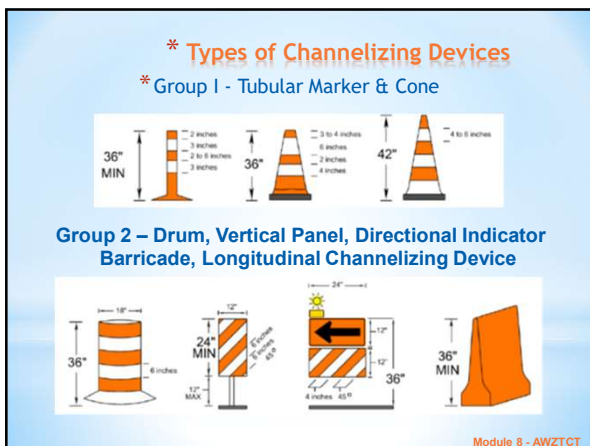 * Types of Channelizing Devices
* Group I - Tubular Marker & Cone
36"
MIN
2 inches
3 inches
2 to 6 inches
3 inches
36"
3 to 4 inches
6 inches
2 inches
4 inches
42"
4 to 6 inches
Group 2 – Drum, Vertical Panel, Directional Indicator
Barricade, Longitudinal Channelizing Device
18"
36"
6 inches
12"
24"
MIN
12"
MAX
6 inches
6 inches
45°
24"
12"
12"
36"
4 inches 45°
36"
MIN
Module 8 - AWZTCT